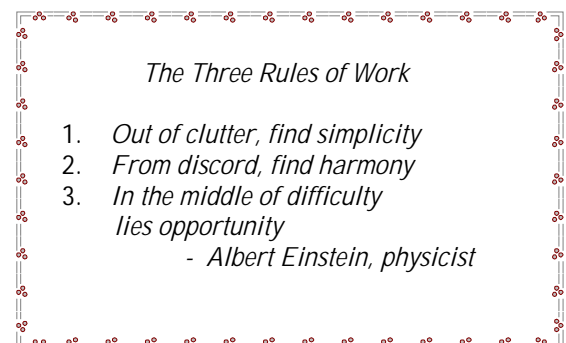 The Three Rules of Work
1. Out of clutter, find simplicity
2. From discord, find harmony
3. In the middle of difficulty
lies opportunity
- Albert Einstein, physicist